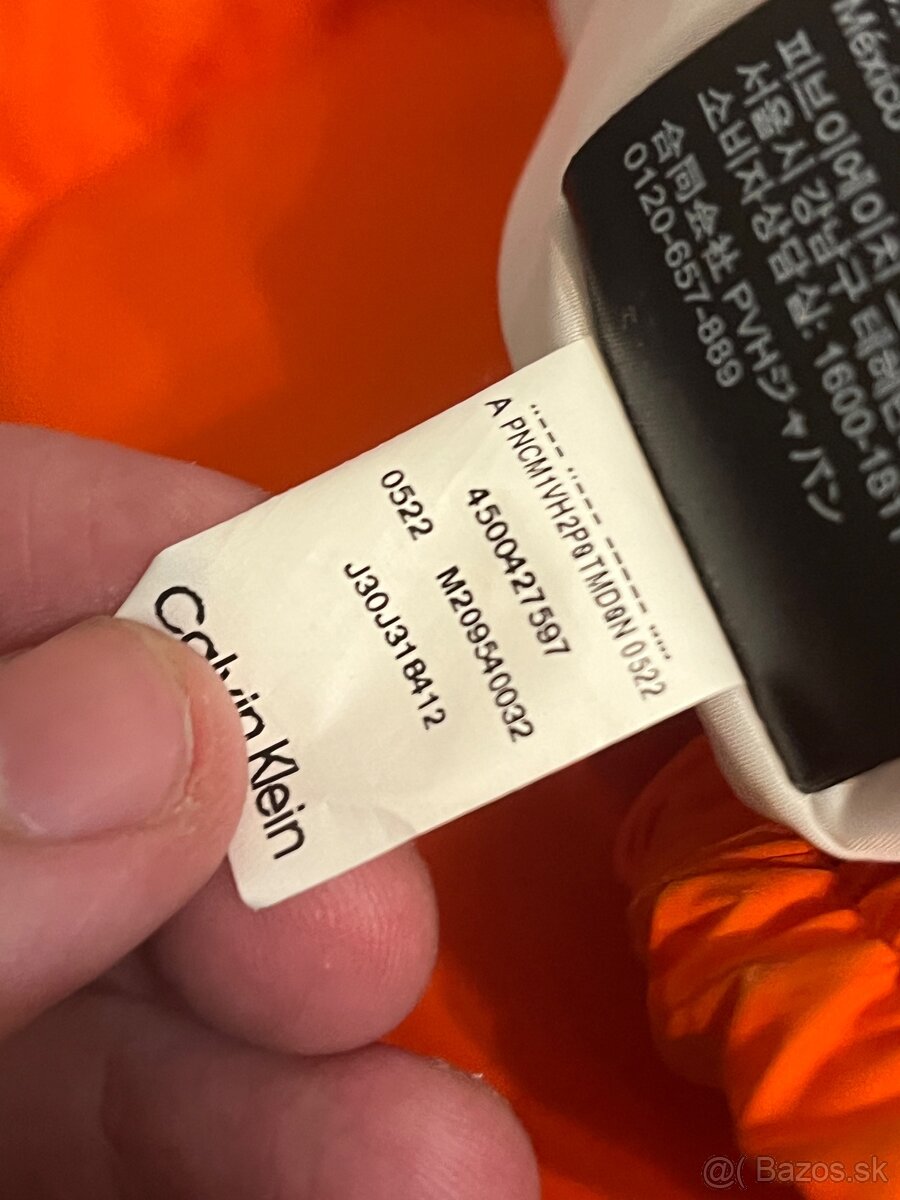 México
서울시 강남구 테헤
소비자상담실: 1600-181
合同会社 PVHジャパン
0120-657-889
A PNCM1VH2P0TMD0N 0522
4500427597
0522 M209540032
J30J318412
Calvin Klein
@( Bazos.sk